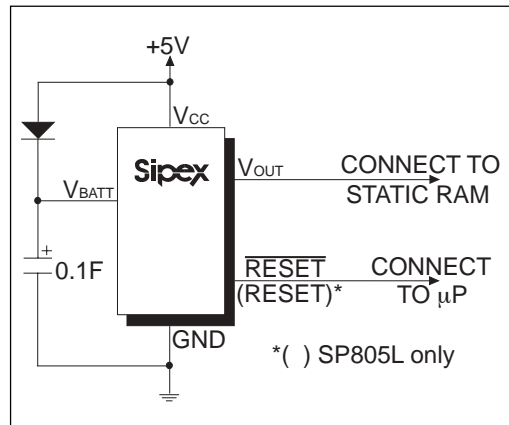 +5V
VCC
Sipex
VBATT
VOUT
CONNECT TO
STATIC RAM
+
0.1F
RESET
(RESET)*
CONNECT
TO µP
GND
*( ) SP805L only